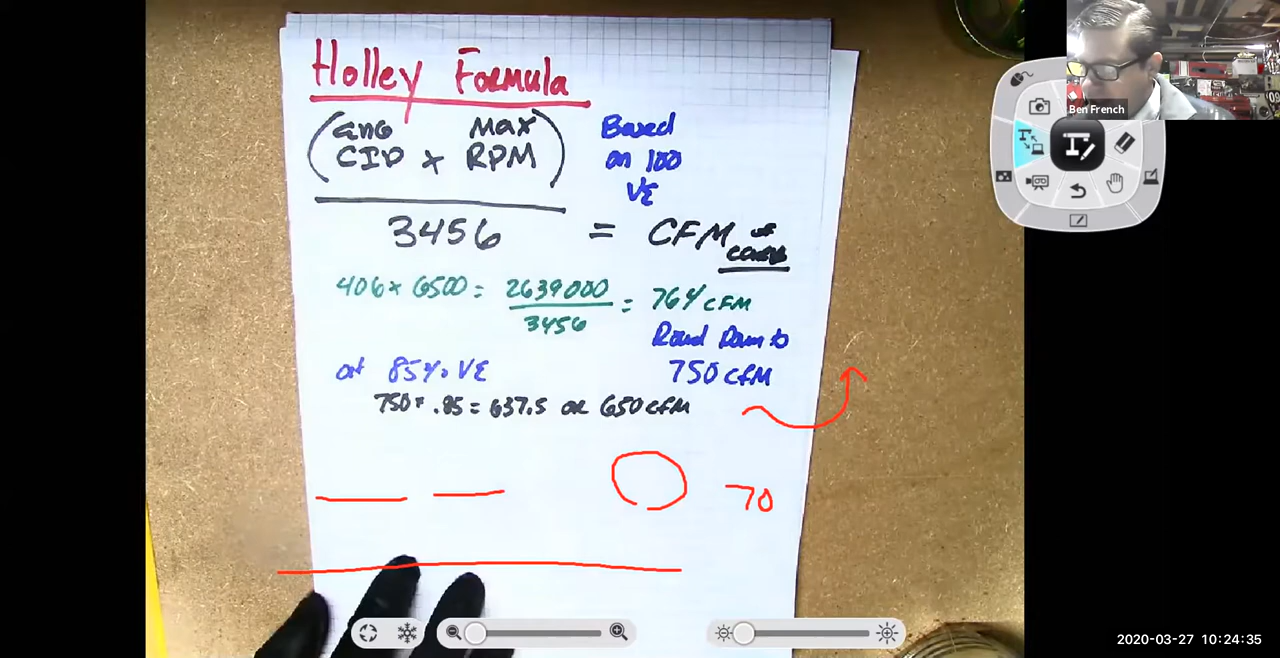 Holley Formula
(eng CID x Max RPM)
Based on 100 VE
3456 = CFM of carb
406 x 6500 = 2639000 / 3456 = 764 CFM
Round Down to
at 85% VE 750 CFM
750 x .85 = 637.5 or 650 CFM
70
Ben French
2020-03-27 10:24:35